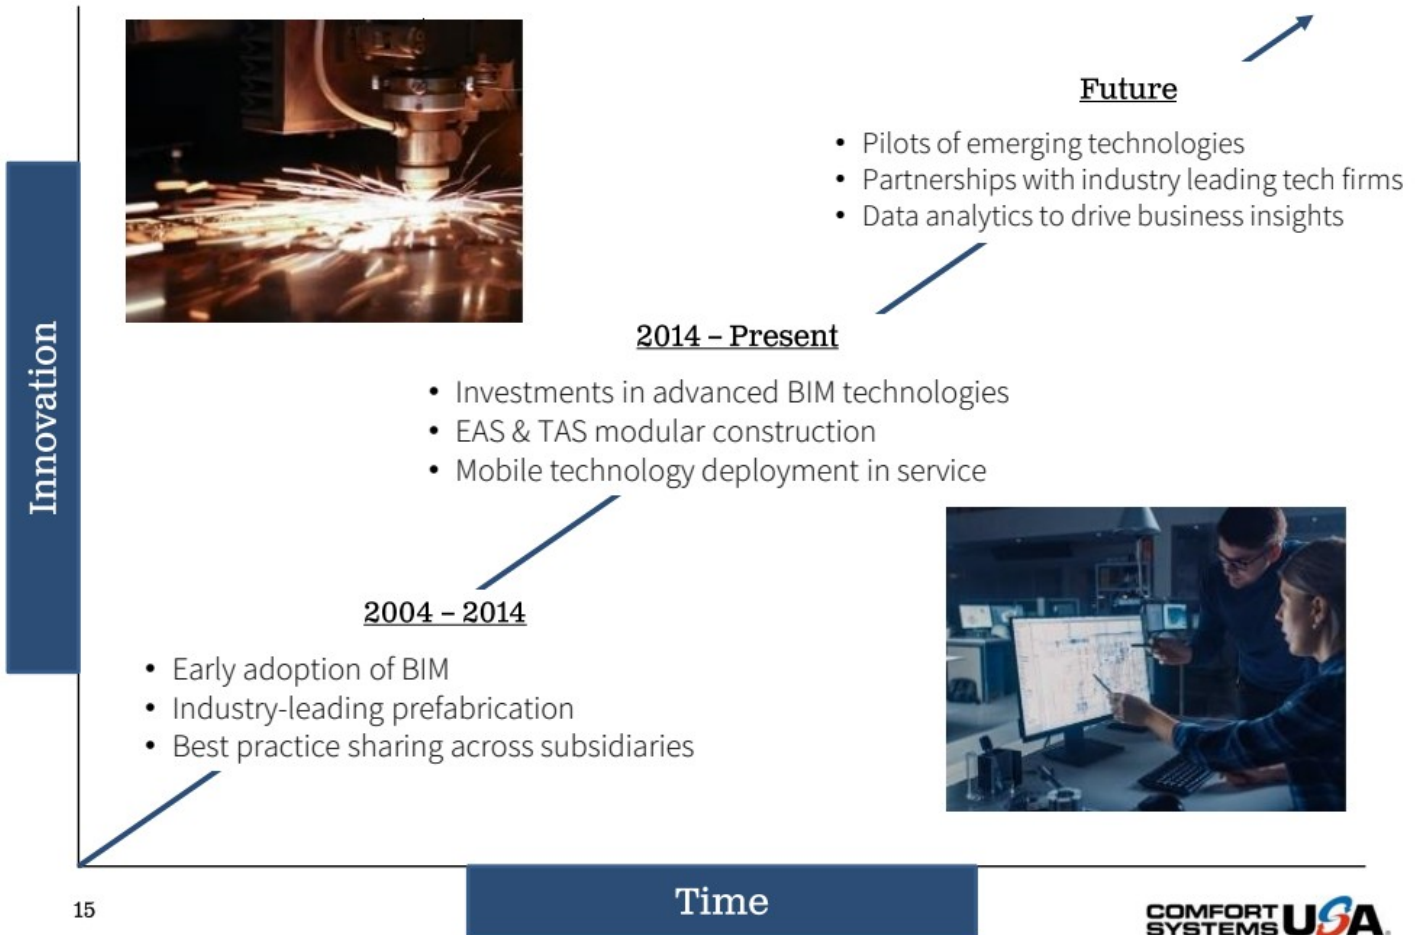 Future
• Pilots of emerging technologies
• Partnerships with industry leading tech firms
• Data analytics to drive business insights
2014 – Present
• Investments in advanced BIM technologies
• EAS & TAS modular construction
• Mobile technology deployment in service
Innovation
2004 – 2014
• Early adoption of BIM
• Industry-leading prefabrication
• Best practice sharing across subsidiaries
Time
15
COMFORT
SYSTEMS USA